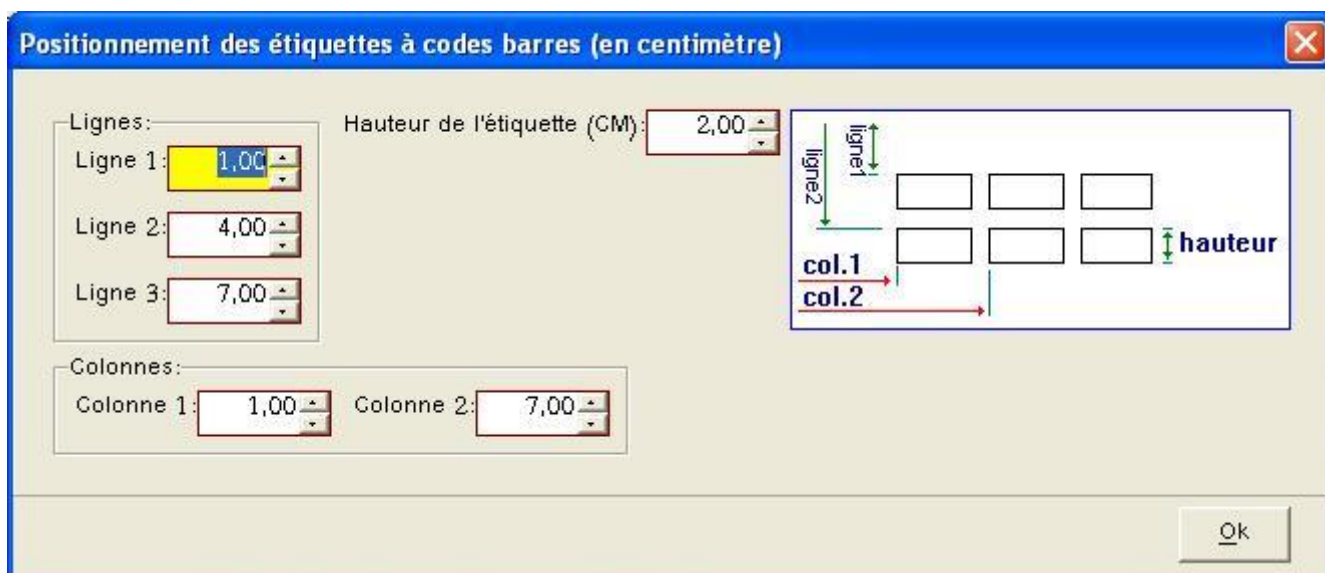 Positionnement des étiquettes à codes barres (en centimètre)
Lignes:
Ligne 1: 1,00
Ligne 2: 4,00
Ligne 3: 7,00
Hauteur de l'étiquette (CM): 2,00
ligne1
ligne2
hauteur
col.1
col.2
Colonnes:
Colonne 1: 1,00 Colonne 2: 7,00
Ok